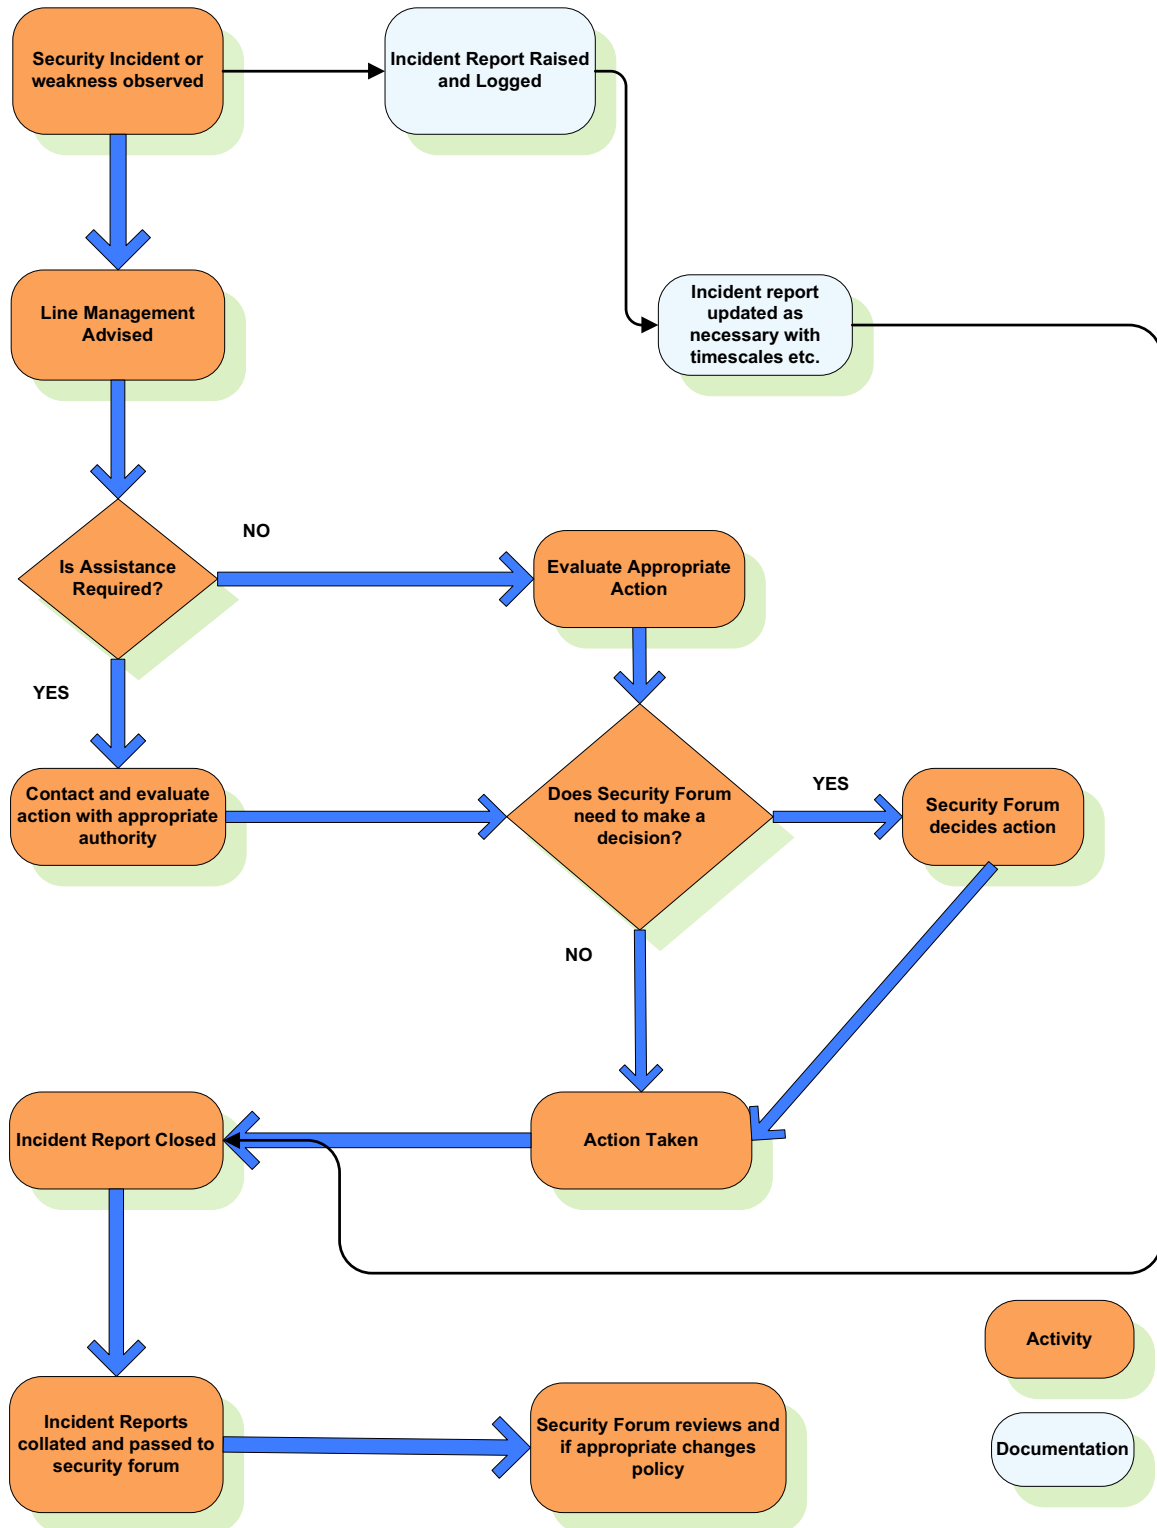 Security Incident or
weakness observed
Incident Report Raised
and Logged
Line Management
Advised
Incident report
updated as
necessary with
timescales etc.
Is Assistance
Required?
NO
Evaluate Appropriate
Action
YES
Contact and evaluate
action with appropriate
authority
Does Security Forum
need to make a
decision?
YES
Security Forum
decides action
NO
Incident Report Closed
Action Taken
Incident Reports
collated and passed to
security forum
Security Forum reviews and
if appropriate changes
policy
Activity
Documentation